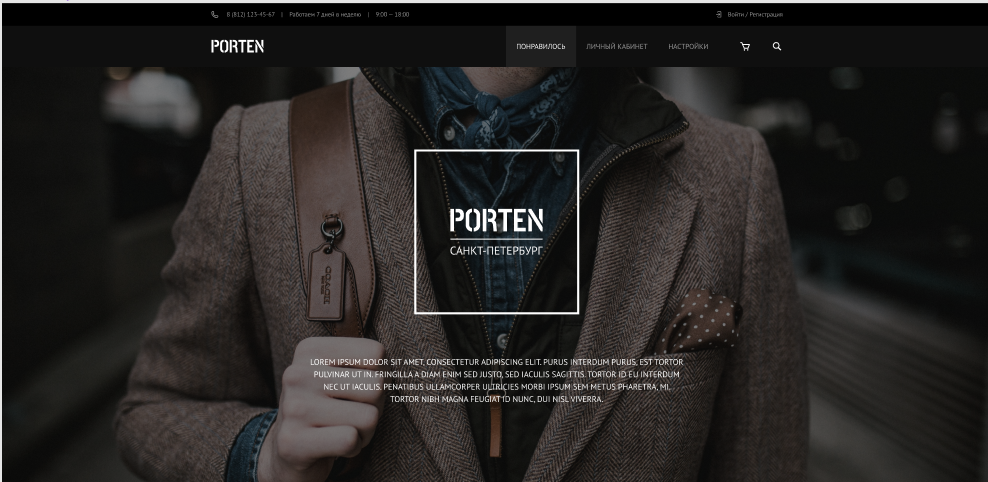 8 (812) 123-45-67 | Работаем 7 дней в неделю | 9:00 — 18:00
Войти / Регистрация
PORTEN
ПОНРАВИЛОСЬ ЛИЧНЫЙ КАБИНЕТ НАСТРОЙКИ
COACH
PORTEN
САНКТ-ПЕТЕРБУРГ
LOREM IPSUM DOLOR SIT AMET, CONSECTETUR ADIPISCING ELIT. PURUS INTERDUM PURUS, EST TORTOR
PULVINAR UT IN. FRINGILLA A DIAM ENIM SED JUSTO, SED IACULIS SAGITTIS. TORTOR ID EU INTERDUM
NEC UT IACULIS. PENATIBUS ULLAMCORPER ULTRICIES MORBI IPSUM SEM METUS PHARETRA, MI.
TORTOR NIBH MAGNA FEUGIAT ID NUNC, DUI NISL VIVERRA.